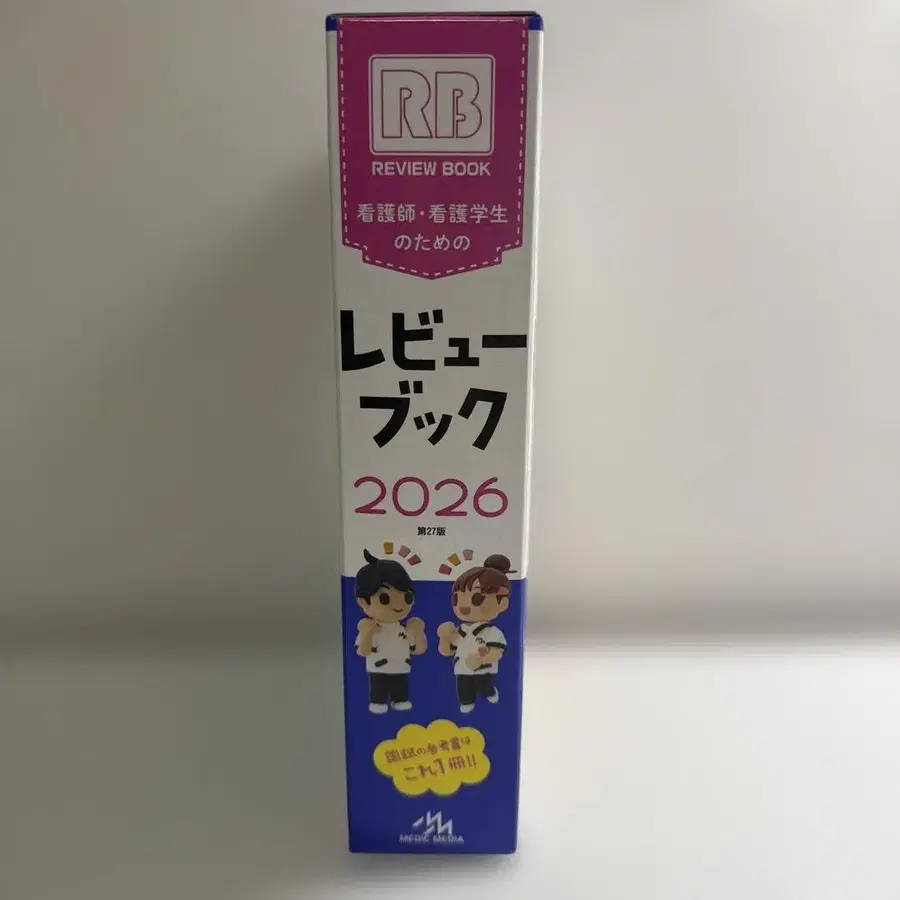 RB
REVIEW BOOK
看護師・看護学生
のための
レビュー
ブック
2026
第27版
国試の参考書は
これ1冊!!
MEDIC MEDIA